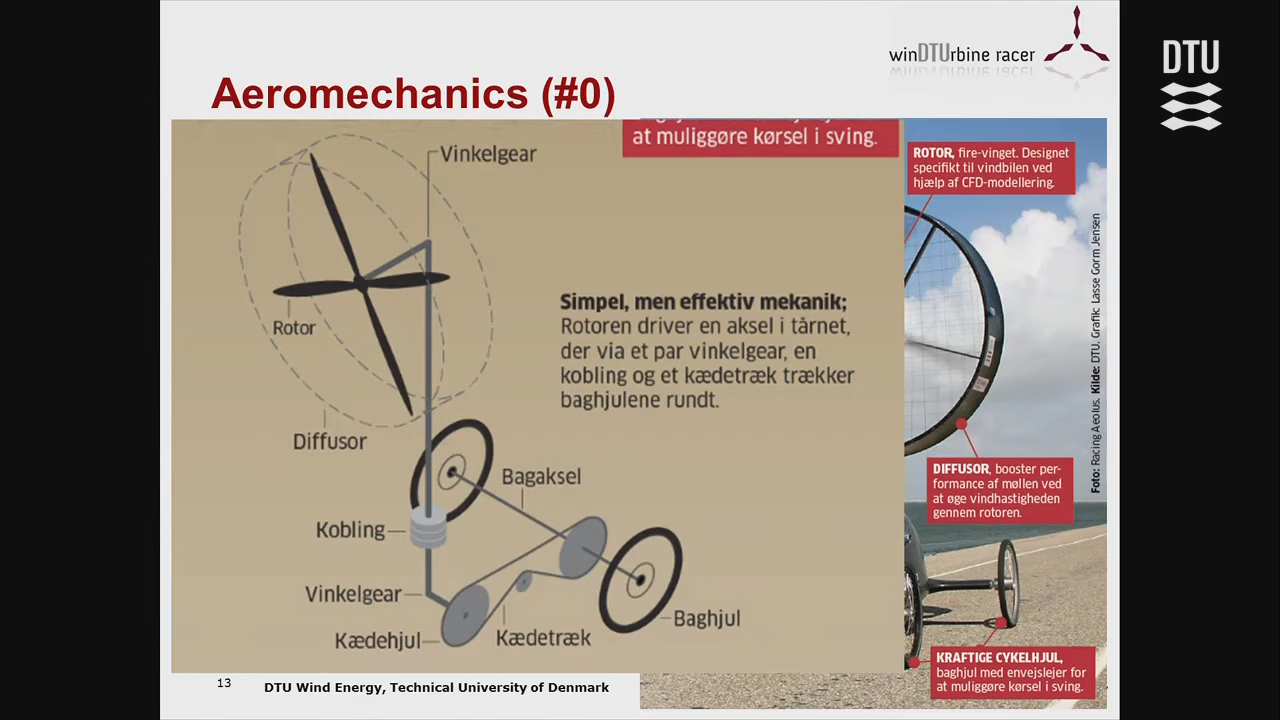 winDTUrbine racer
DTU
Aeromechanics (#0)
at muliggøre kørsel i sving.
Vinkelgear
Rotor
Diffusor
Simpel, men effektiv mekanik;
Rotoren driver en aksel i tårnet,
der via et par vinkelgear, en
kobling og et kædetræk trækker
baghjulene rundt.
Bagaksel
Kobling
Vinkelgear
Kædehjul
Kædetræk
Baghjul
ROTOR, fire-vinget. Designet
specifikt til vindbilen ved
hjælp af CFD-modellering.
Foto: Racing Aeolus. Kilde: DTU. Grafik: Lasse Gorm Jensen
DIFFUSOR, booster per-
formance af møllen ved
at øge vindhastigheden
gennem rotoren.
KRAFTIGE CYKELHJUL,
baghjul med envejslejer for
at muliggøre kørsel i sving.
13
DTU Wind Energy, Technical University of Denmark